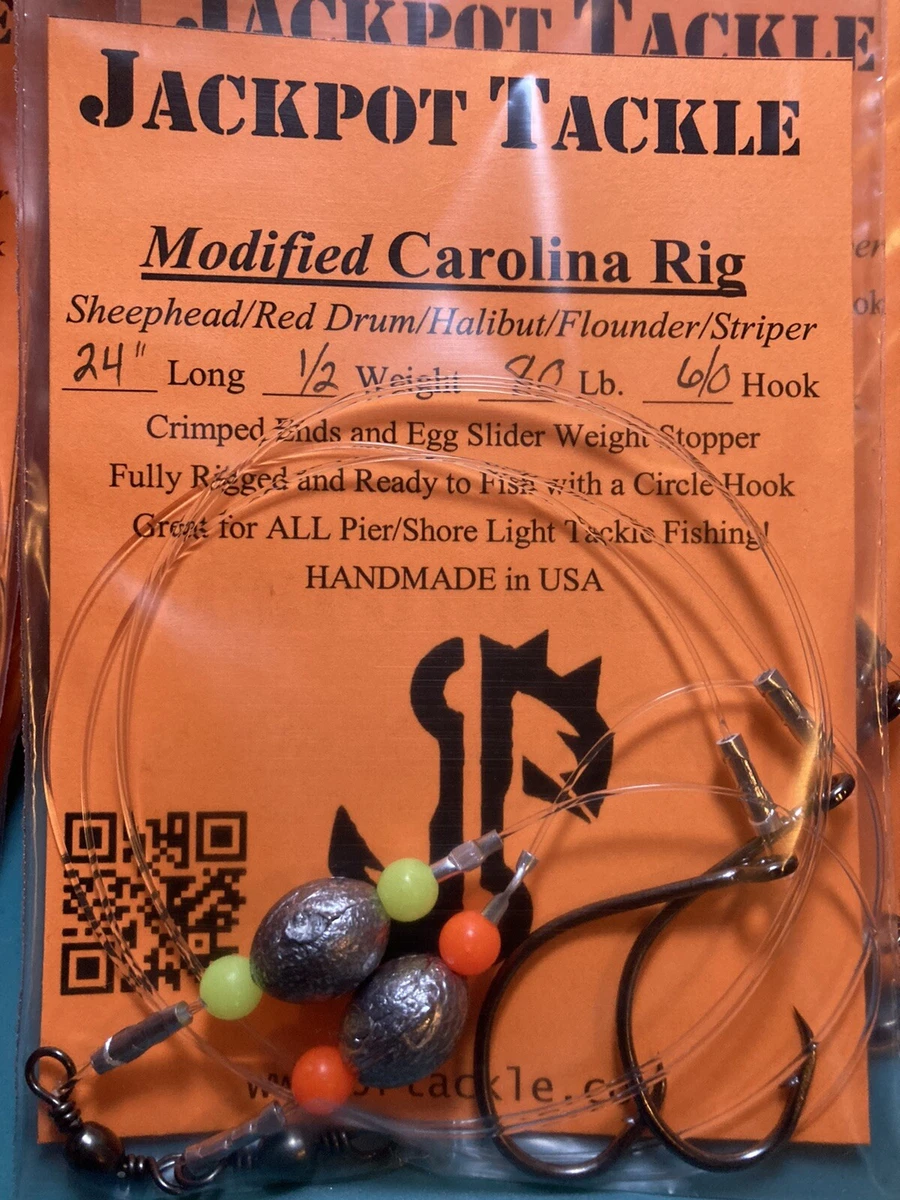 JACKPOT TACKLE
JACKPOT TACKLE
Modified Carolina Rig
Sheephead/Red Drum/Halibut/Flounder/Striper
24" Long 1/2 Weight 80 Lb. 6/0 Hook
Crimped Ends and Egg Slider Weight Stopper
Fully Rigged and Ready to Fish with a Circle Hook
Great for ALL Pier/Shore Light Tackle Fishing!
HANDMADE in USA